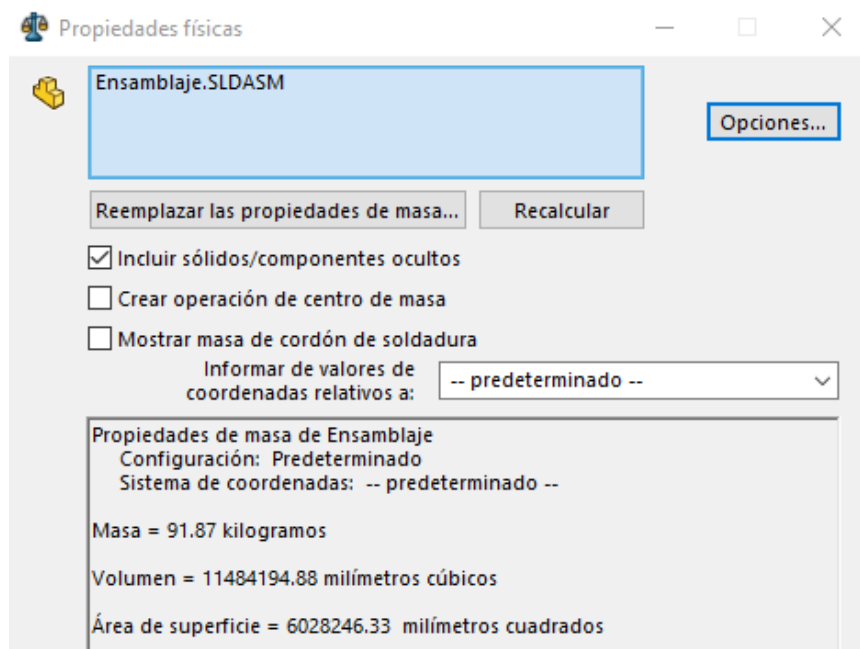 Propiedades físicas
Ensamblaje.SLDASM
Opciones...
Reemplazar las propiedades de masa...
Recalcular
Incluir sólidos/componentes ocultos
Crear operación de centro de masa
Mostrar masa de cordón de soldadura
Informar de valores de
coordenadas relativos a:
-- predeterminado --
Propiedades de masa de Ensamblaje
Configuración: Predeterminado
Sistema de coordenadas: -- predeterminado --
Masa = 91.87 kilogramos
Volumen = 11484194.88 milímetros cúbicos
Área de superficie = 6028246.33 milímetros cuadrados